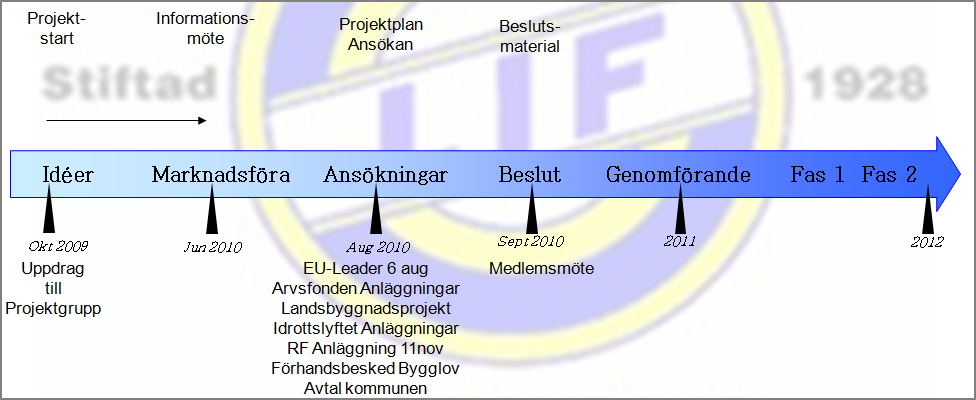 Projekt-
start
Informations-
möte
Projektplan
Ansökan
Besluts-
material
Stiftad
LIF
1928
Idéer
Marknadsföra
Ansökningar
Beslut
Genomförande
Fas 1
Fas 2
Okt 2009
Jun 2010
Aug 2010
Sept 2010
2011
2012
Uppdrag
till
Projektgrupp
EU-Leader 6 aug
Arvsfonden Anläggningar
Landsbyggnadsprojekt
Idrottslyftet Anläggningar
RF Anläggning 11nov
Förhandsbesked Bygglov
Avtal kommunen
Medlemsmöte